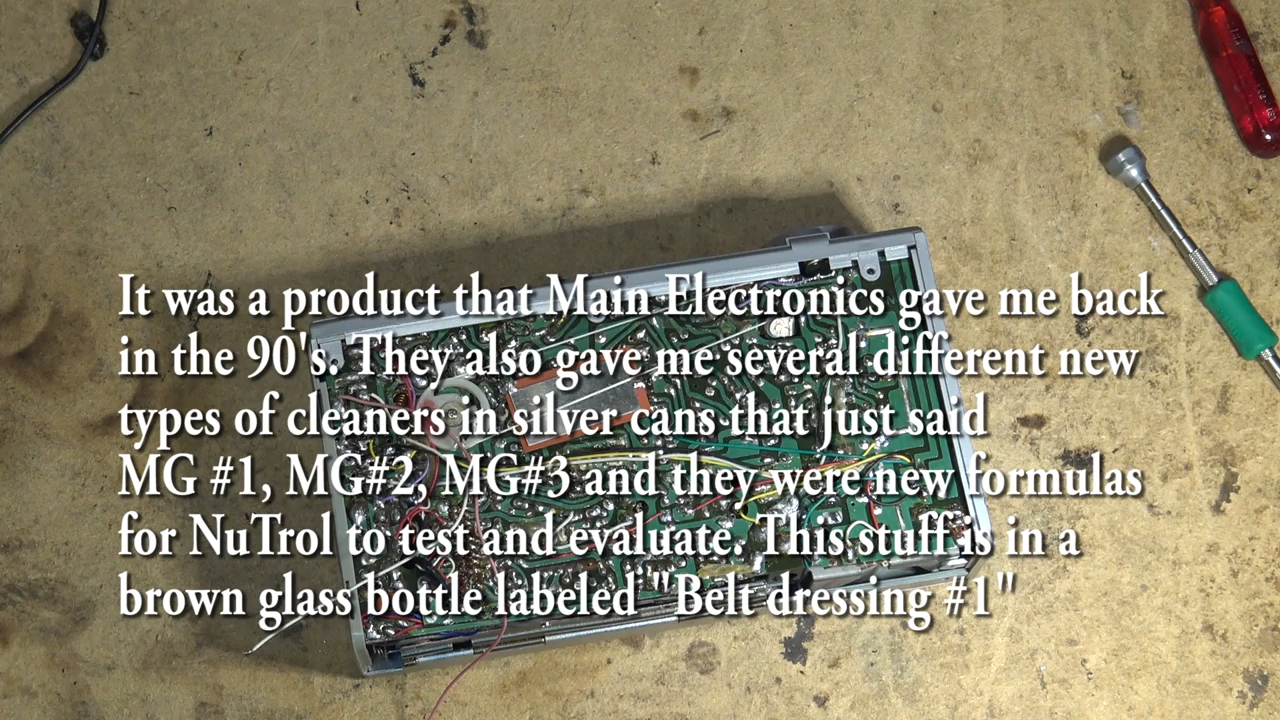 It was a product that Main Electronics gave me back
in the 90's. They also gave me several different new
types of cleaners in silver cans that just said
MG #1, MG#2, MG#3 and they were new formulas
for NuTrol to test and evaluate. This stuff is in a
brown glass bottle labeled "Belt dressing #1"